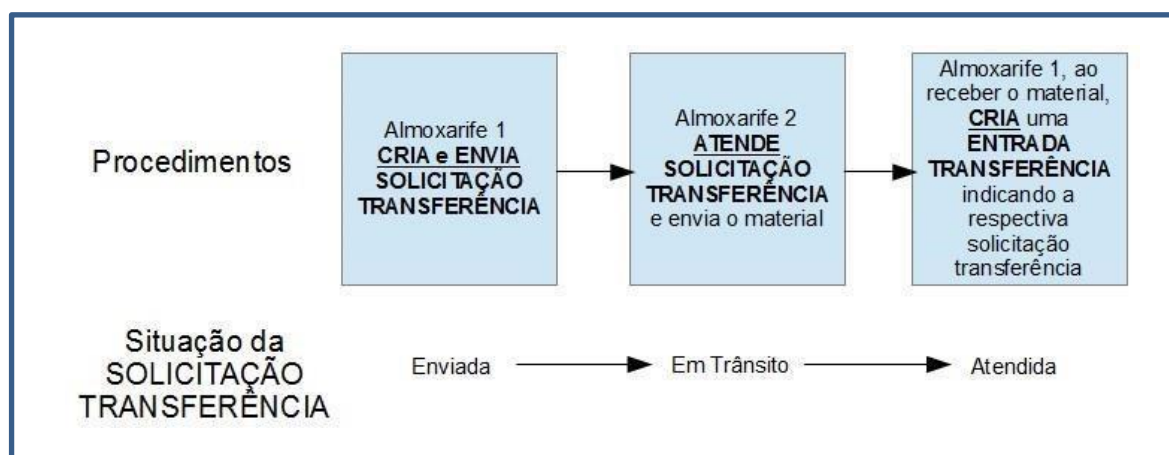 Procedimentos
Almoxarife 1
CRIA e ENVIA
SOLICITAÇÃO
TRANSFERÊNCIA
Almoxarife 2
ATENDE
SOLICITAÇÃO
TRANSFERÊNCIA
e envia o material
Almoxarife 1, ao
receber o material,
CRIA uma
ENTRADA
TRANSFERÊNCIA
indicando a
respectiva
solicitação
transferência
Situação da
SOLICITAÇÃO
TRANSFERÊNCIA
Enviada
Em Trânsito
Atendida